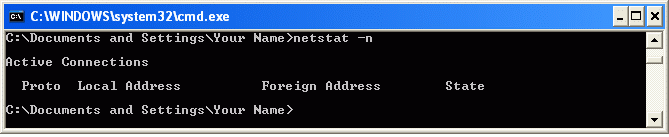 C:\WINDOWS\system32\cmd.exe
C:\Documents and Settings\Your Name>netstat -n
Active Connections
Proto  Local Address          Foreign Address        State
C:\Documents and Settings\Your Name>